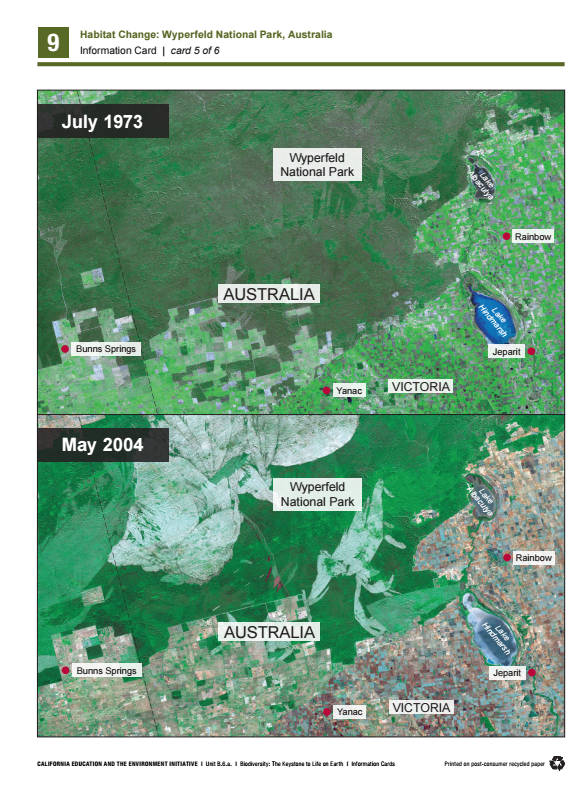 9
Habitat Change: Wyperfeld National Park, Australia
Information Card | card 5 of 6
July 1973
Wyperfeld
National Park
Lake
Albacutya
Rainbow
AUSTRALIA
Lake
Hindmarsh
Bunns Springs
Jeparit
Yanac
VICTORIA
May 2004
Wyperfeld
National Park
Lake
Albacutya
Rainbow
AUSTRALIA
Lake
Hindmarsh
Bunns Springs
Jeparit
Yanac
VICTORIA
CALIFORNIA EDUCATION AND THE ENVIRONMENT INITIATIVE I Unit B.6.a. I Biodiversity: The Keystone to Life on Earth I Information Cards
Printed on post-consumer recycled paper